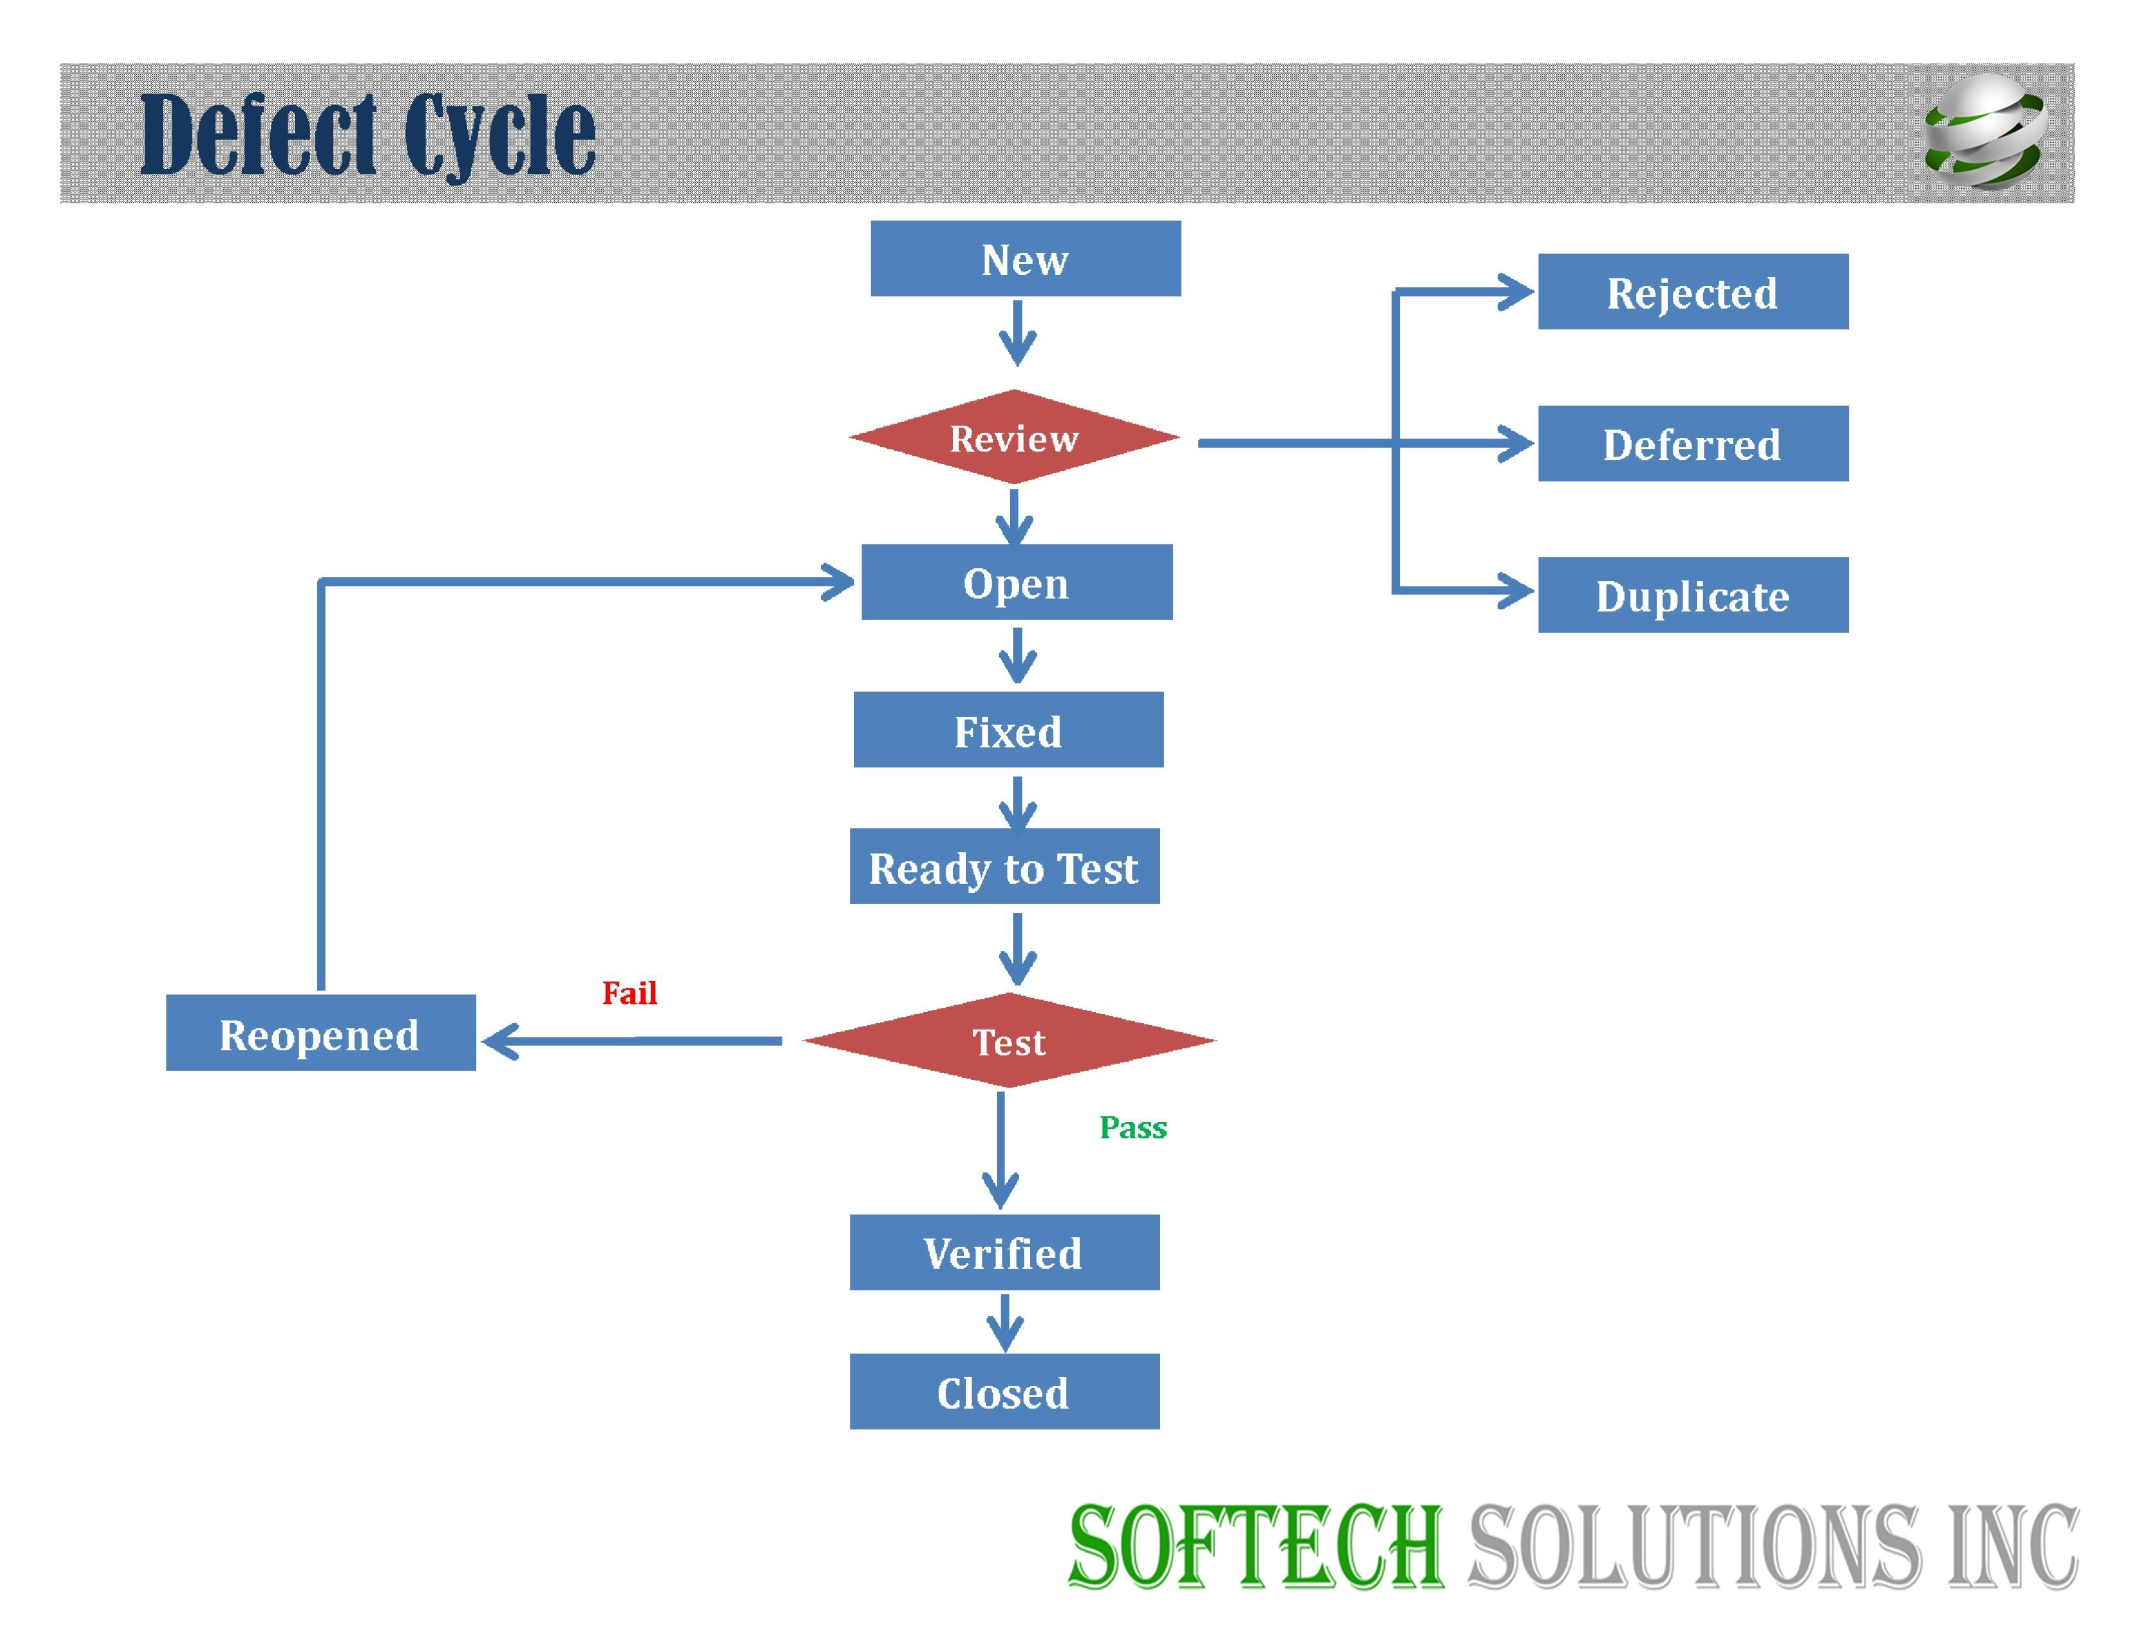 Defect Cycle
New
Rejected
Review
Deferred
Open
Duplicate
Fixed
Ready to Test
Fail
Reopened
Test
Pass
Verified
Closed
SOFTECH SOLUTIONS INC